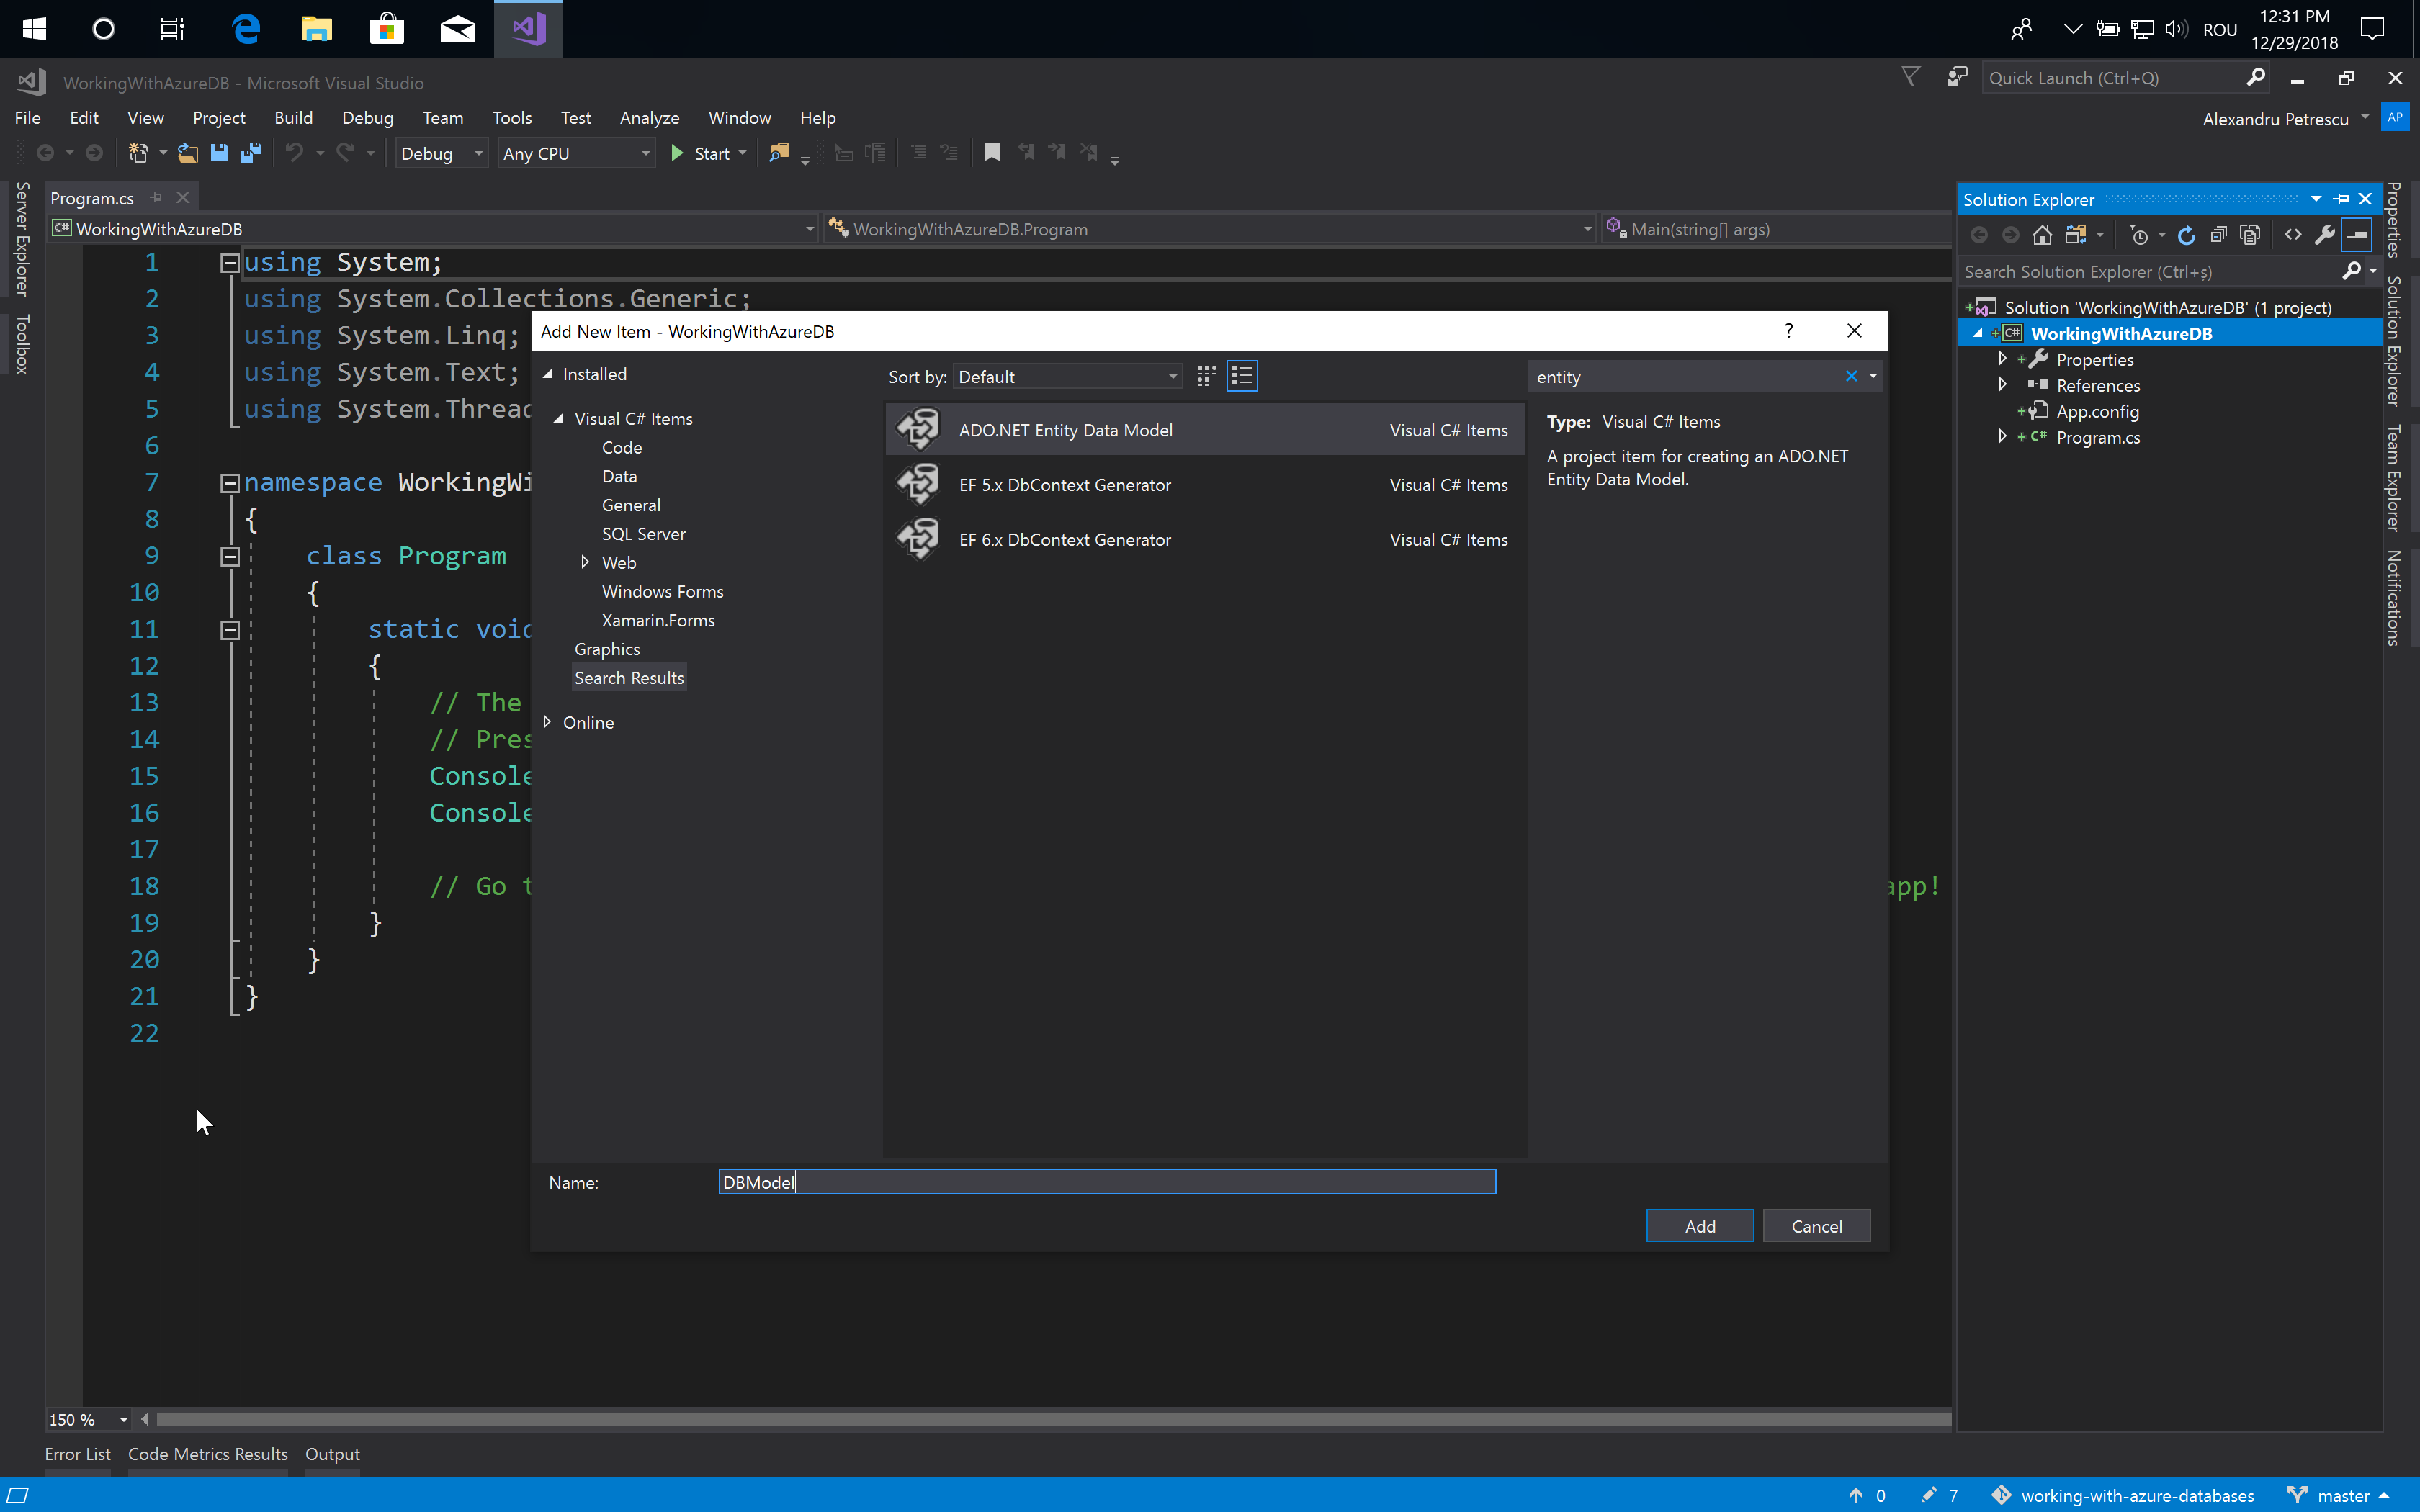 ROU
12:31 PM
12/29/2018
WorkingWithAzureDB - Microsoft Visual Studio
Quick Launch (Ctrl+Q)
File Edit View Project Build Debug Team Tools Test Analyze Window Help
Alexandru Petrescu AP
Debug Any CPU Start
Server Explorer
Toolbox
Program.cs
WorkingWithAzureDB WorkingWithAzureDB.Program Main(string[] args)
1 using System;
2 using System.Collections.Generic;
3 using System.Linq;
4 using System.Text;
5 using System.Thread
6
7 namespace WorkingWi
8 {
9 class Program
10 {
11 static void
12 {
13 // The
14 // Pres
15 Console
16 Console
17
18 // Go t app!
19 }
20 }
21 }
22
Add New Item - WorkingWithAzureDB ?
Installed
Visual C# Items
Code
Data
General
SQL Server
Web
Windows Forms
Xamarin.Forms
Graphics
Search Results
Online
Sort by: Default
ADO.NET Entity Data Model Visual C# Items
EF 5.x DbContext Generator Visual C# Items
EF 6.x DbContext Generator Visual C# Items
entity
Type: Visual C# Items
A project item for creating an ADO.NET
Entity Data Model.
Name: DBModel
Add Cancel
Solution Explorer
Search Solution Explorer (Ctrl+ș)
Solution 'WorkingWithAzureDB' (1 project)
C# WorkingWithAzureDB
Properties
References
App.config
C# Program.cs
Properties
Solution Explorer
Team Explorer
Notifications
150 %
Error List Code Metrics Results Output
0 7 working-with-azure-databases master